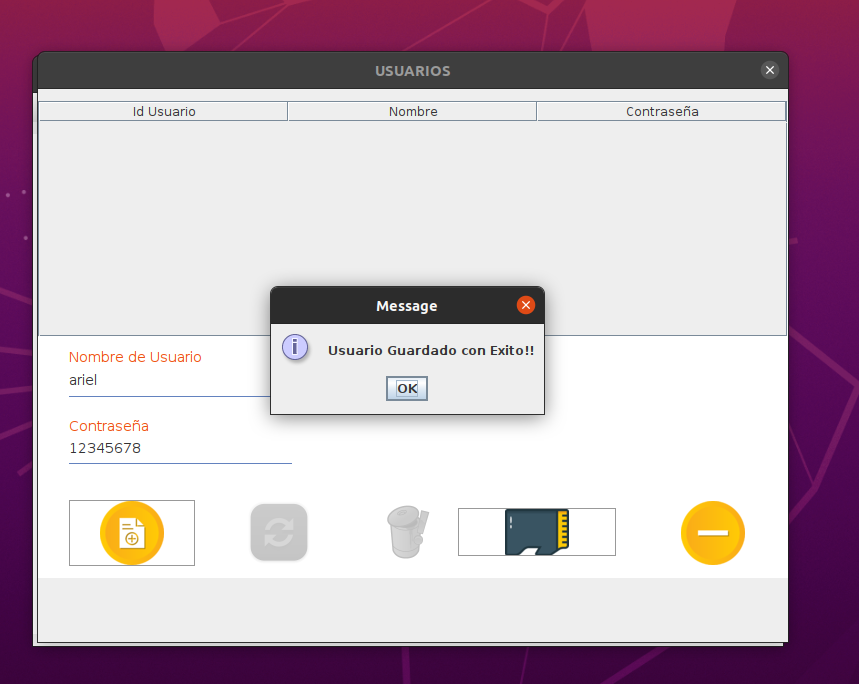 USUARIOS
Id Usuario
Nombre
Contraseña
Message
Usuario Guardado con Exito!!
OK
Nombre de Usuario
ariel
Contraseña
12345678